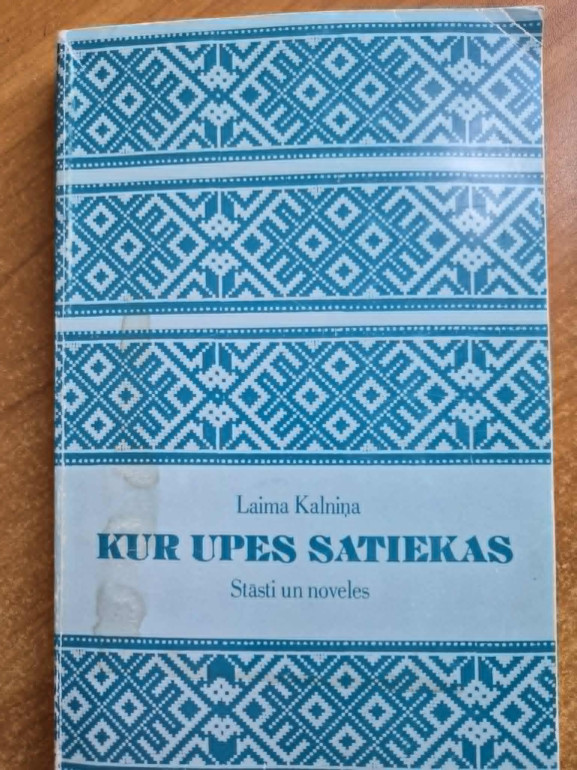 Laima Kalniņa
KUR UPES SATIEKAS
Stāsti un noveles